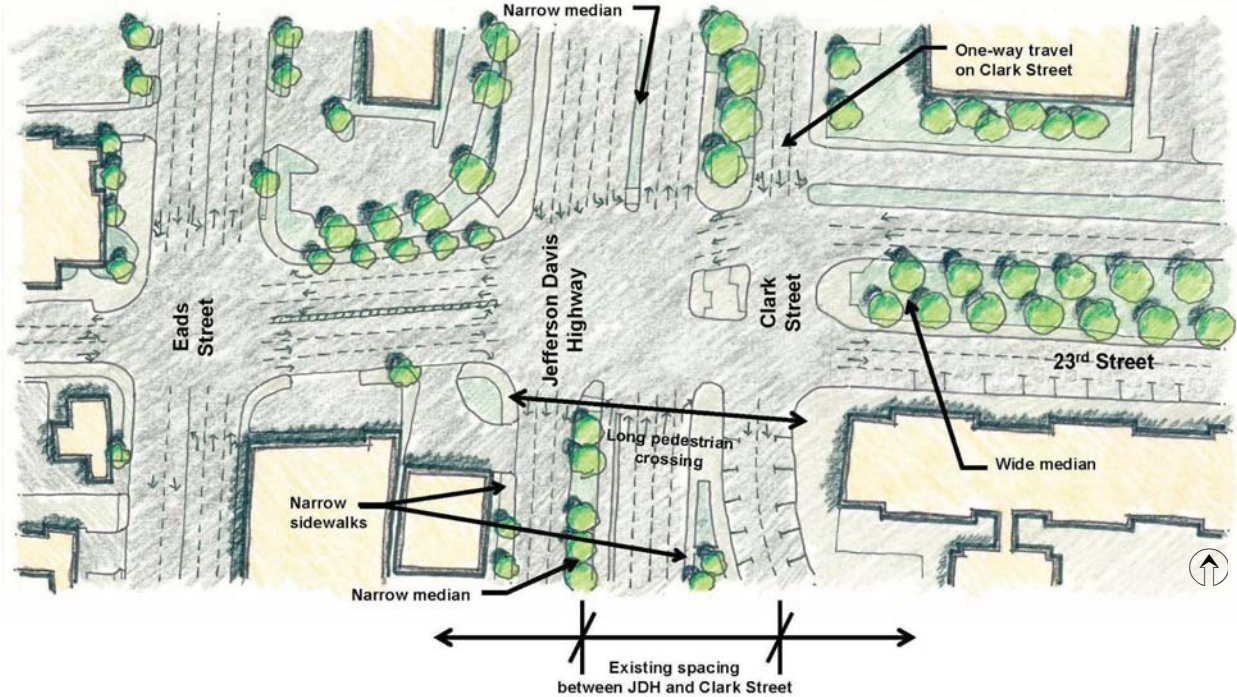 Narrow median
One-way travel
on Clark Street
Eads
Street
Jefferson Davis
Highway
Clark
Street
23rd Street
Long pedestrian
crossing
Wide median
Narrow
sidewalks
Narrow median
Existing spacing
between JDH and Clark Street